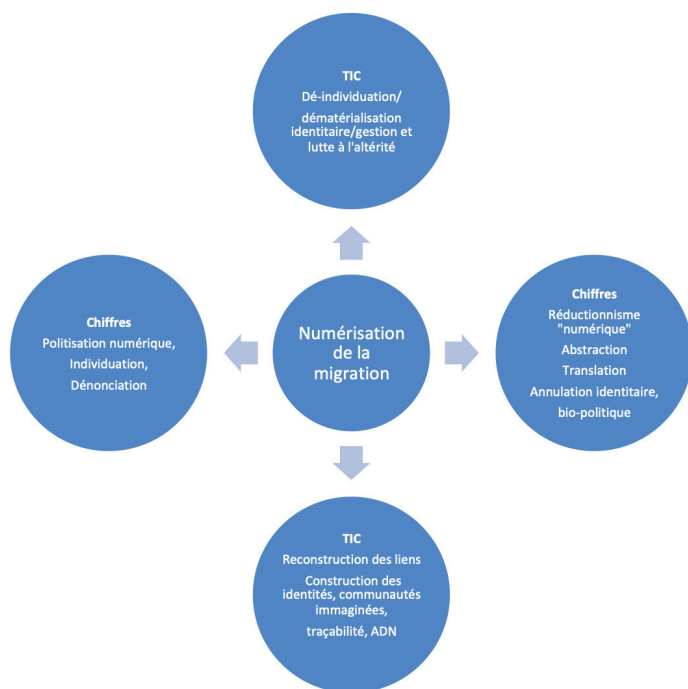 TIC
Dé-individuation/
dématérialisation
identitaire/gestion et
lutte à l'altérité
Chiffres
Politisation numérique,
Individuation,
Dénonciation
Numérisation
de la
migration
Chiffres
Réductionnisme
"numérique"
Abstraction
Translation
Annulation identitaire,
bio-politique
TIC
Reconstruction des liens
Construction des
identités, communautés
immaginées,
traçabilité, ADN